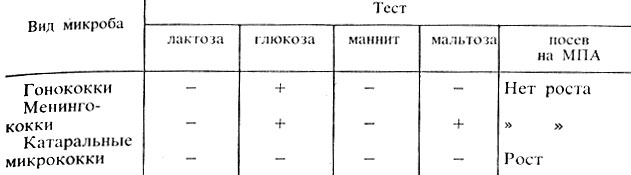 Вид микроба Тест
лактоза глюкоза маннит мальтоза посев на МПА
Гонококки – + – – Нет роста
Менинго-
кокки – + – + » »
Катаральные
микрококки – – – – Рост